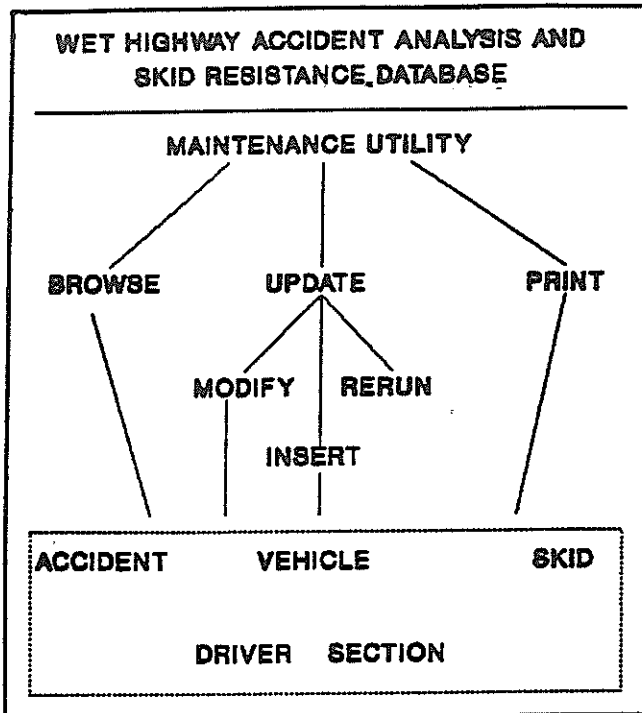 WET HIGHWAY ACCIDENT ANALYSIS AND
SKID RESISTANCE DATABASE
MAINTENANCE UTILITY
BROWSE UPDATE PRINT
MODIFY RERUN
INSERT
ACCIDENT VEHICLE SKID
DRIVER SECTION